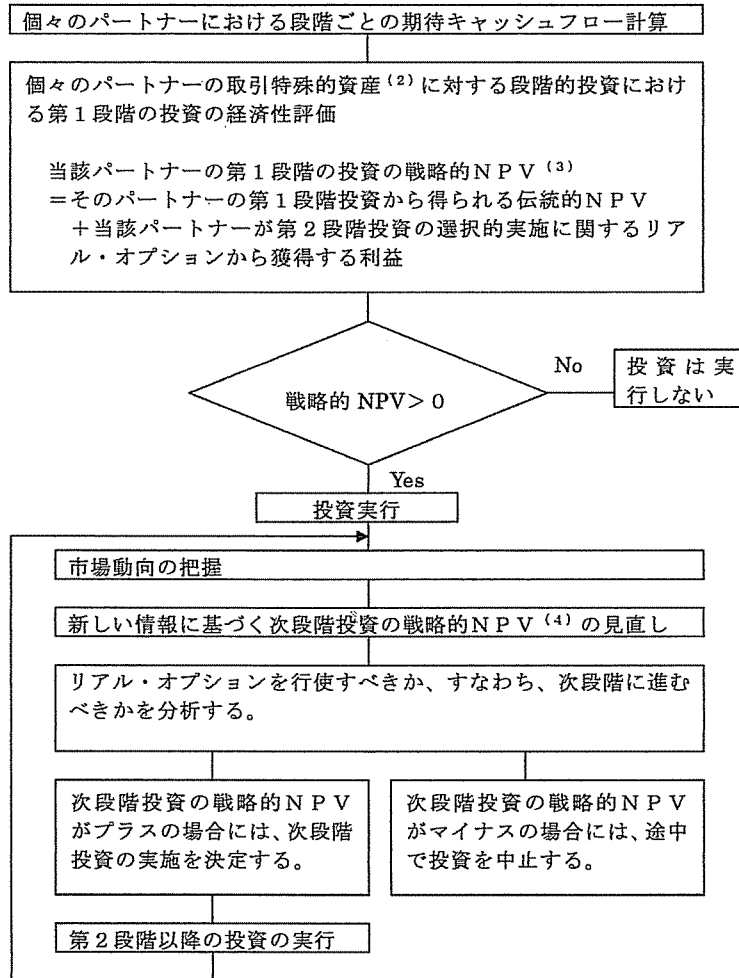 個々のパートナーにおける段階ごとの期待キャッシュフロー計算
個々のパートナーの取引特殊的資産(2)に対する段階的投資におけ
る第１段階の投資の経済性評価
当該パートナーの第１段階の投資の戦略的ＮＰＶ(3)
＝そのパートナーの第１段階投資から得られる伝統的ＮＰＶ
＋当該パートナーが第２段階投資の選択的実施に関するリア
ル・オプションから獲得する利益
戦略的 NPV＞０
No
投資は実
行しない
Yes
投資実行
市場動向の把握
新しい情報に基づく次段階投資の戦略的ＮＰＶ(4)の見直し
リアル・オプションを行使すべきか、すなわち、次段階に進む
べきかを分析する。
次段階投資の戦略的ＮＰＶ
がプラスの場合には、次段階
投資の実施を決定する。
次段階投資の戦略的ＮＰＶ
がマイナスの場合には、途中
で投資を中止する。
第２段階以降の投資の実行